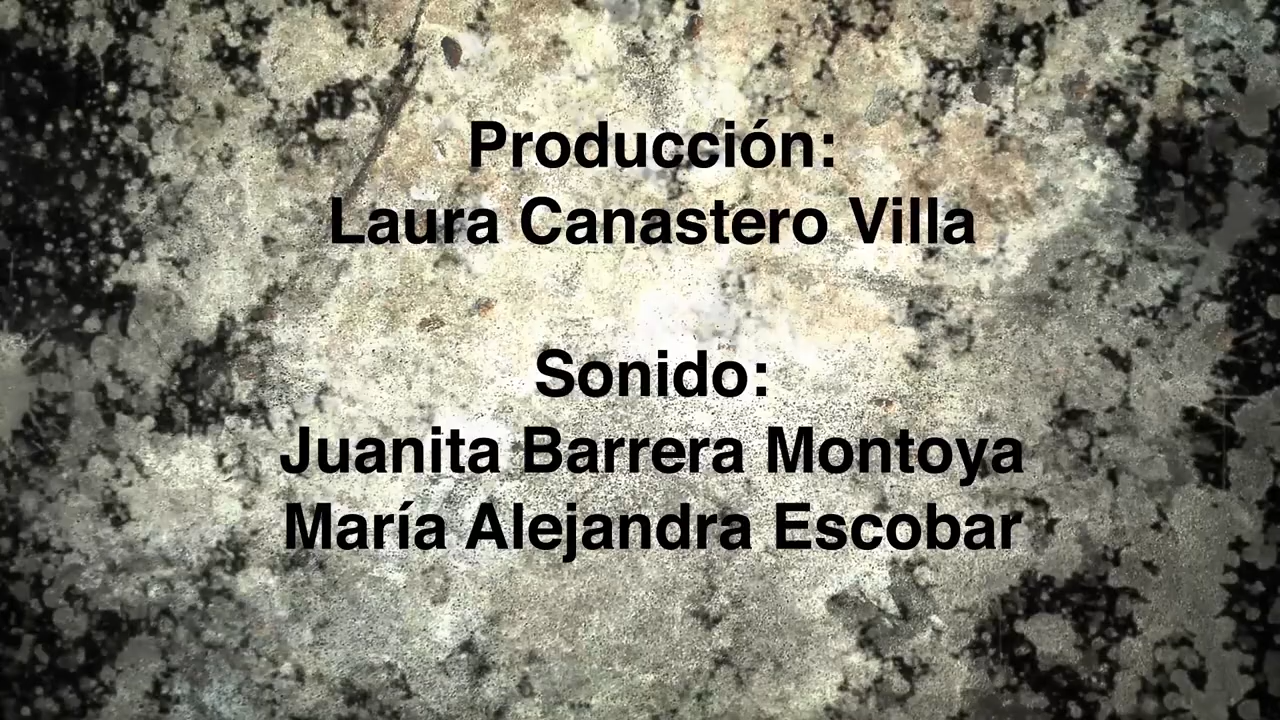 Producción:
Laura Canastero Villa
Sonido:
Juanita Barrera Montoya
María Alejandra Escobar